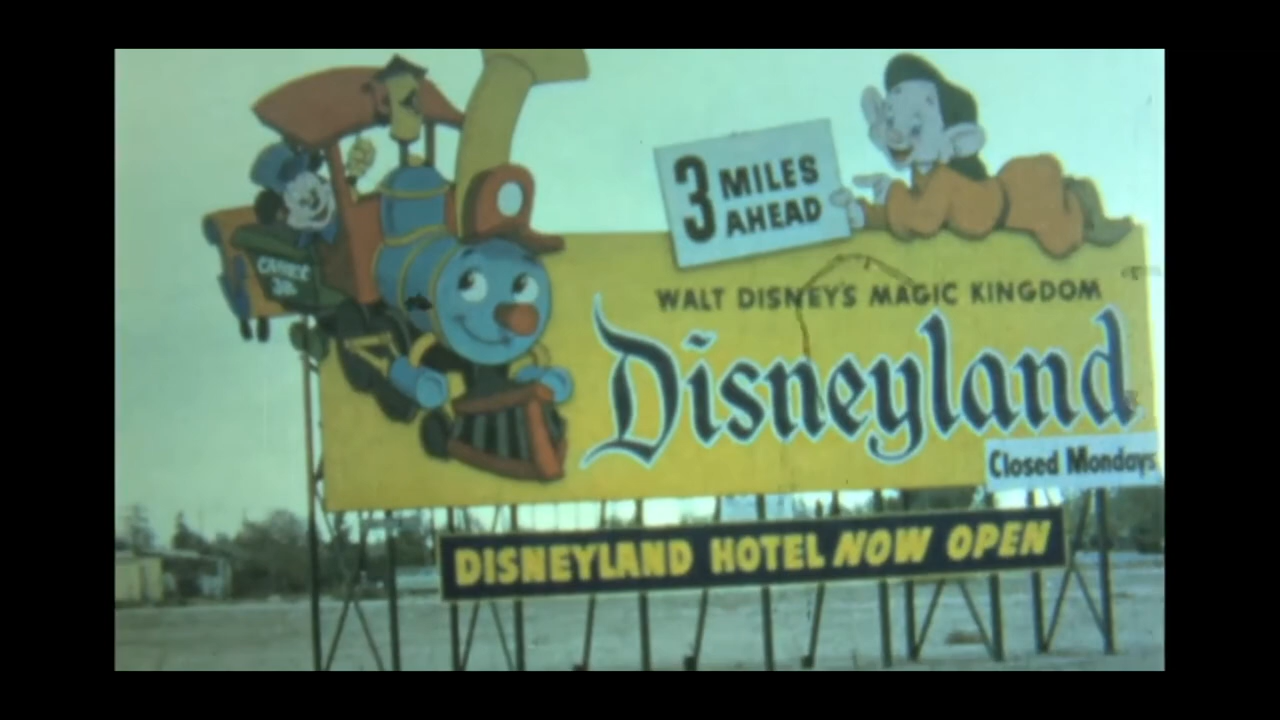 3 MILES
AHEAD
WALT DISNEY'S MAGIC KINGDOM
Disneyland
Closed Mondays
DISNEYLAND HOTEL NOW OPEN